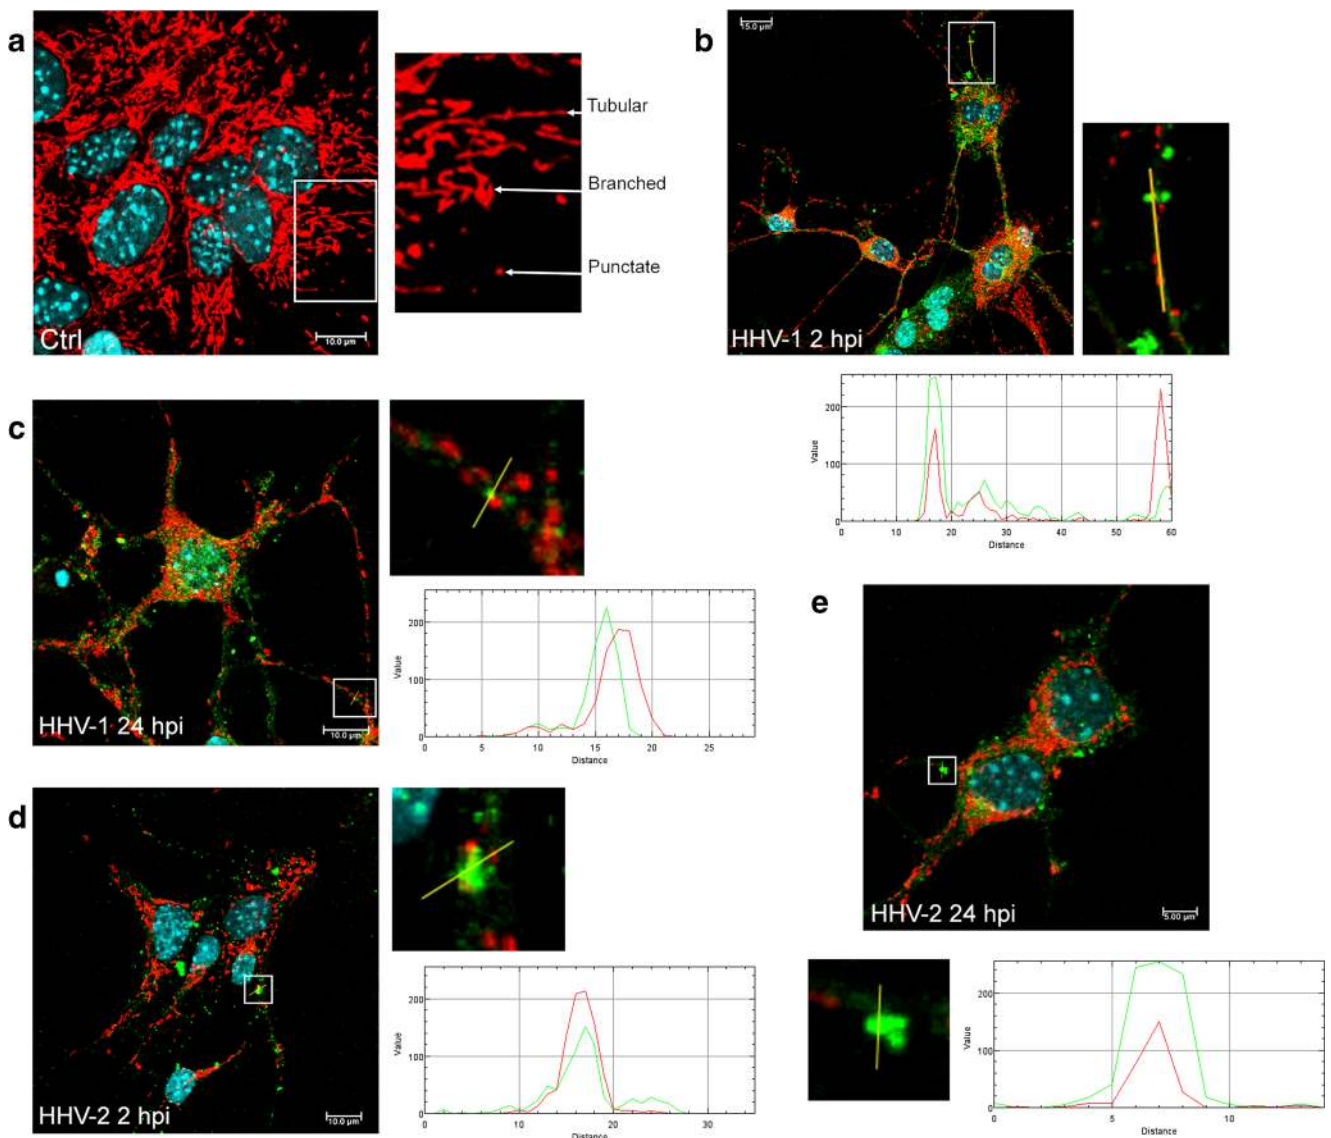 a
Ctrl
10.0 µm
Tubular
Branched
Punctate
b
15.0 µm
HHV-1 2 hpi
Value
200
100
0
0 10 20 30 40 50 60
Distance
c
HHV-1 24 hpi
10.0 µm
Value
200
100
0
0 5 10 15 20 25
Distance
d
HHV-2 2 hpi
10.0 µm
Value
200
100
0
0 10 20 30
Distance
e
HHV-2 24 hpi
5.00 µm
Value
200
100
0
0 5 10
Distance